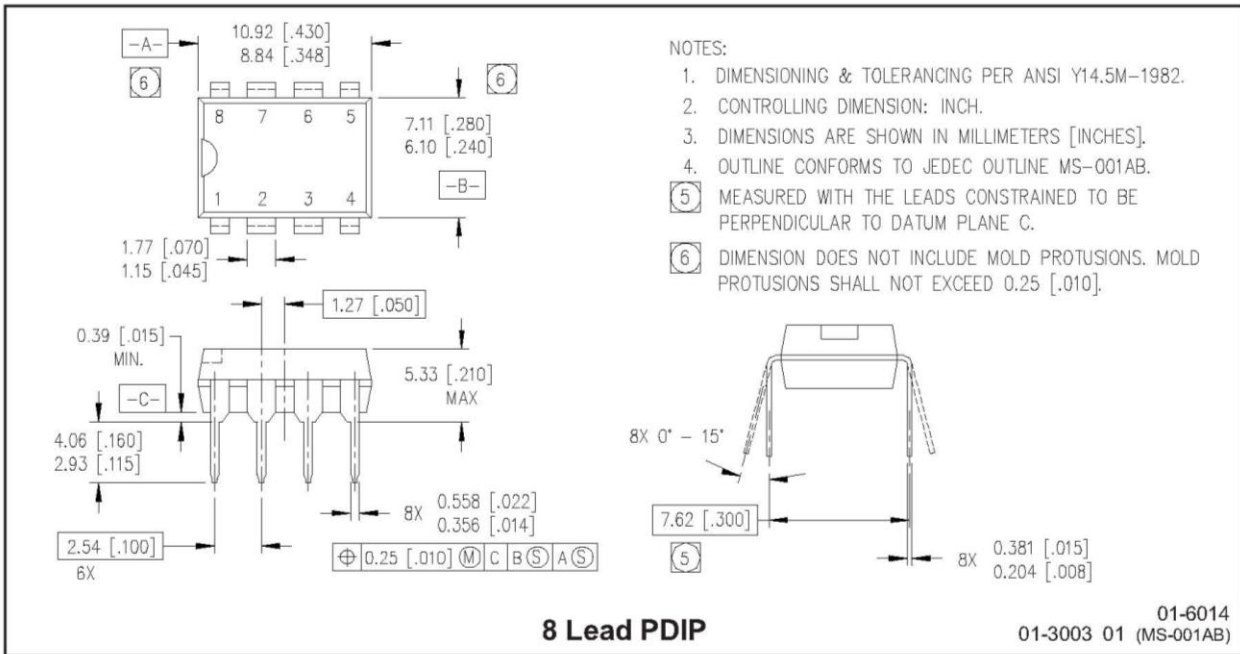 -A-
10.92 [.430]
8.84 [.348]
6
6
8 7 6 5
7.11 [.280]
6.10 [.240]
-B-
1 2 3 4
1.77 [.070]
1.15 [.045]
1.27 [.050]
0.39 [.015]
MIN.
5.33 [.210]
MAX
-C-
4.06 [.160]
2.93 [.115]
8X 0.558 [.022]
0.356 [.014]
2.54 [.100]
6X
⌖ 0.25 [.010] Ⓜ C B Ⓢ A Ⓢ
NOTES:
1. DIMENSIONING & TOLERANCING PER ANSI Y14.5M-1982.
2. CONTROLLING DIMENSION: INCH.
3. DIMENSIONS ARE SHOWN IN MILLIMETERS [INCHES].
4. OUTLINE CONFORMS TO JEDEC OUTLINE MS-001AB.
5 MEASURED WITH THE LEADS CONSTRAINED TO BE
PERPENDICULAR TO DATUM PLANE C.
6 DIMENSION DOES NOT INCLUDE MOLD PROTUSIONS. MOLD
PROTUSIONS SHALL NOT EXCEED 0.25 [.010].
8X 0° - 15°
7.62 [.300]
5
8X 0.381 [.015]
0.204 [.008]
8 Lead PDIP
01-6014
01-3003 01 (MS-001AB)